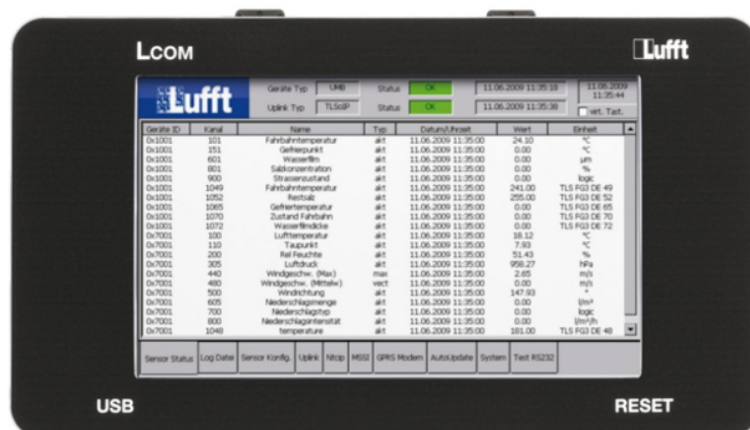 LCOM
Lufft
Lufft
Geräte Typ UMB Status OK 11.06.2009 11:35:18 11.06.2009 11:35:44
Uplink Typ TLSoIP Status OK 11.06.2009 11:35:38 virt. Tast.
Geräte ID Kanal Name Typ Datum/Uhrzeit Wert Einheit
0x1001 101 Fahrbahntemperatur akt 11.06.2009 11:35:00 24.10 °C
0x1001 151 Gefrierpunkt akt 11.06.2009 11:35:00 0.00 °C
0x1001 601 Wasserfilm akt 11.06.2009 11:35:00 0.00 µm
0x1001 801 Salzkonzentration akt 11.06.2009 11:35:00 0.00 %
0x1001 900 Strassenzustand akt 11.06.2009 11:35:00 0.00 logic
0x1001 1049 Fahrbahntemperatur akt 11.06.2009 11:35:00 241.00 TLS FG3 DE 49
0x1001 1052 Restsalz akt 11.06.2009 11:35:00 255.00 TLS FG3 DE 52
0x1001 1065 Gefriertemperatur akt 11.06.2009 11:35:00 0.00 TLS FG3 DE 65
0x1001 1070 Zustand Fahrbahn akt 11.06.2009 11:35:00 0.00 TLS FG3 DE 70
0x1001 1072 Wasserfilmdicke akt 11.06.2009 11:35:00 0.00 TLS FG3 DE 72
0x7001 100 Lufttemperatur akt 11.06.2009 11:35:00 18.12 °C
0x7001 110 Taupunkt akt 11.06.2009 11:35:00 7.93 °C
0x7001 200 Rel Feuchte akt 11.06.2009 11:35:00 51.43 %
0x7001 305 Luftdruck akt 11.06.2009 11:35:00 958.27 hPa
0x7001 440 Windgeschw. (Max) max 11.06.2009 11:35:00 2.65 m/s
0x7001 480 Windgeschw. (Mittelw) vect 11.06.2009 11:35:00 0.00 m/s
0x7001 500 Windrichtung akt 11.06.2009 11:35:00 147.93 °
0x7001 605 Niederschlagsmenge akt 11.06.2009 11:35:00 0.00 l/m²
0x7001 700 Niederschlagstyp akt 11.06.2009 11:35:00 0.00 logic
0x7001 800 Niederschlagsintensität akt 11.06.2009 11:35:00 0.00 l/m²/h
0x7001 1048 temperature akt 11.06.2009 11:35:00 181.00 TLS FG3 DE 48
Sensor Status Log Datei Sensor Konfig. Uplink Ntcip MSSI GPRS Modem AutoUpdate System Test RS232
USB RESET